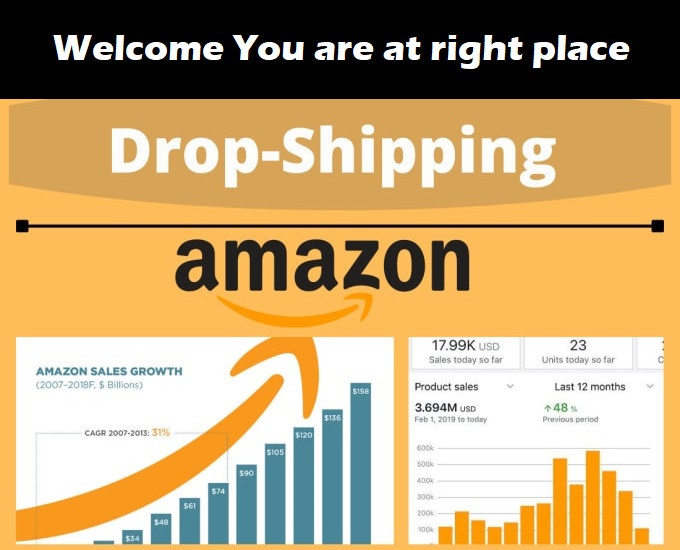 Welcome You are at right place
Drop-Shipping
amazon
AMAZON SALES GROWTH
(2007-2018F, $ Billions)
CAGR 2007-2013: 31%
$34
$48
$61
$74
$90
$105
$120
$136
$158
17.99K USD
Sales today so far
23
Units today so far
Product sales
Last 12 months
3.694M USD
Feb 1, 2019 to today
48 %
Previous period
600k
500k
400k
300k
200k
100k